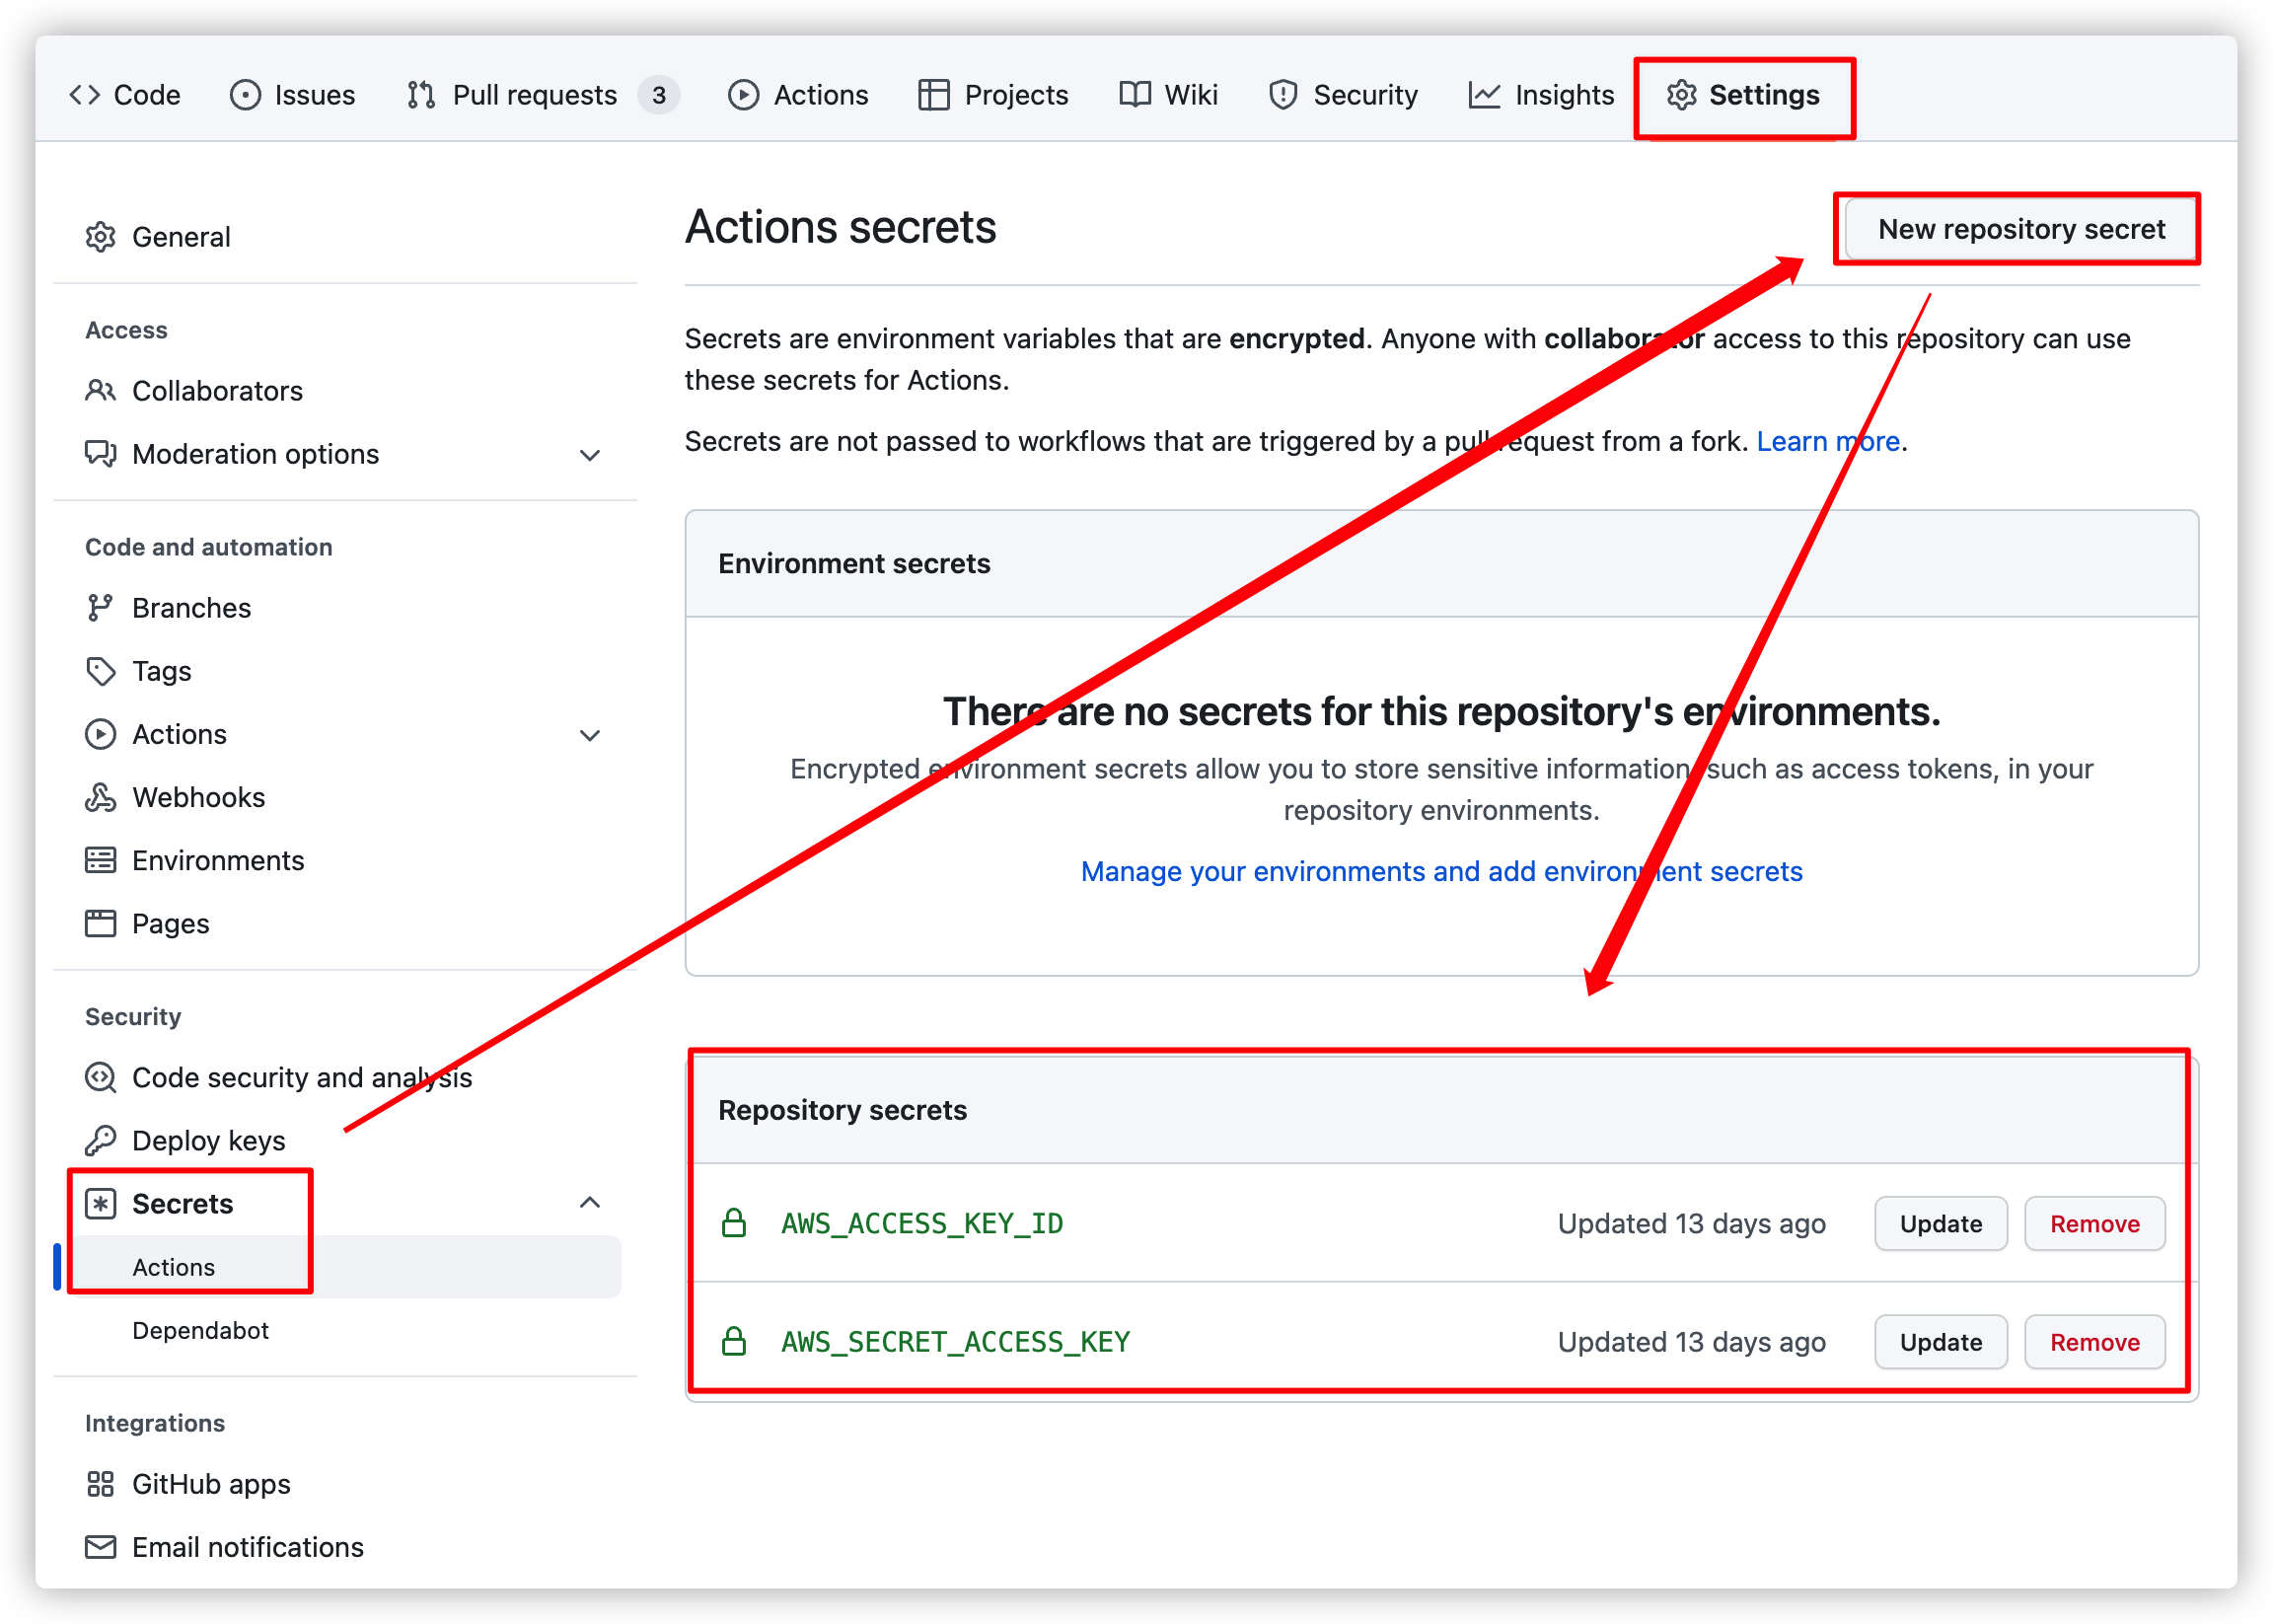 Code Issues Pull requests 3 Actions Projects Wiki Security Insights Settings
General
Access
Collaborators
Moderation options
Code and automation
Branches
Tags
Actions
Webhooks
Environments
Pages
Security
Code security and analysis
Deploy keys
Secrets
Actions
Dependabot
Integrations
GitHub apps
Email notifications
Actions secrets
New repository secret
Secrets are environment variables that are encrypted. Anyone with collaborator access to this repository can use
these secrets for Actions.
Secrets are not passed to workflows that are triggered by a pull request from a fork. Learn more.
Environment secrets
There are no secrets for this repository's environments.
Encrypted environment secrets allow you to store sensitive information, such as access tokens, in your
repository environments.
Manage your environments and add environment secrets
Repository secrets
AWS_ACCESS_KEY_ID Updated 13 days ago Update Remove
AWS_SECRET_ACCESS_KEY Updated 13 days ago Update Remove